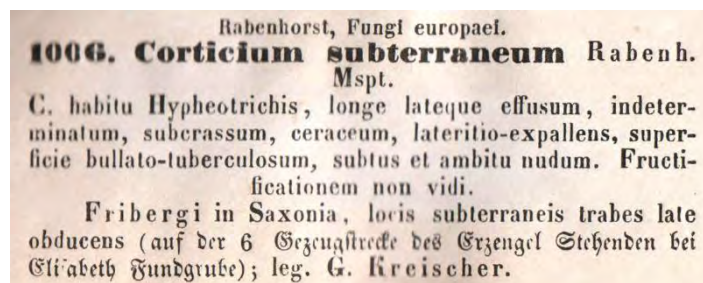 Rabenhorst, Fungi europaei.
1006. Corticium subterraneum Rabenh.
Mspt.
C. habitu Hypheotrichis, longe lateque effusum, indeter-
minatum, subcrassum, ceraceum, lateritio-expallens, super-
ficie bullato-tuberculosum, subtus et ambitu nudum. Fructi-
ficationem non vidi.
Fribergi in Saxonia, locis subterraneis trabes late
obducens (auf der 6 Gezeugstrecke des Erzengel Stehenden bei
Elisabeth Fundgrube); leg. G. Kreischer.